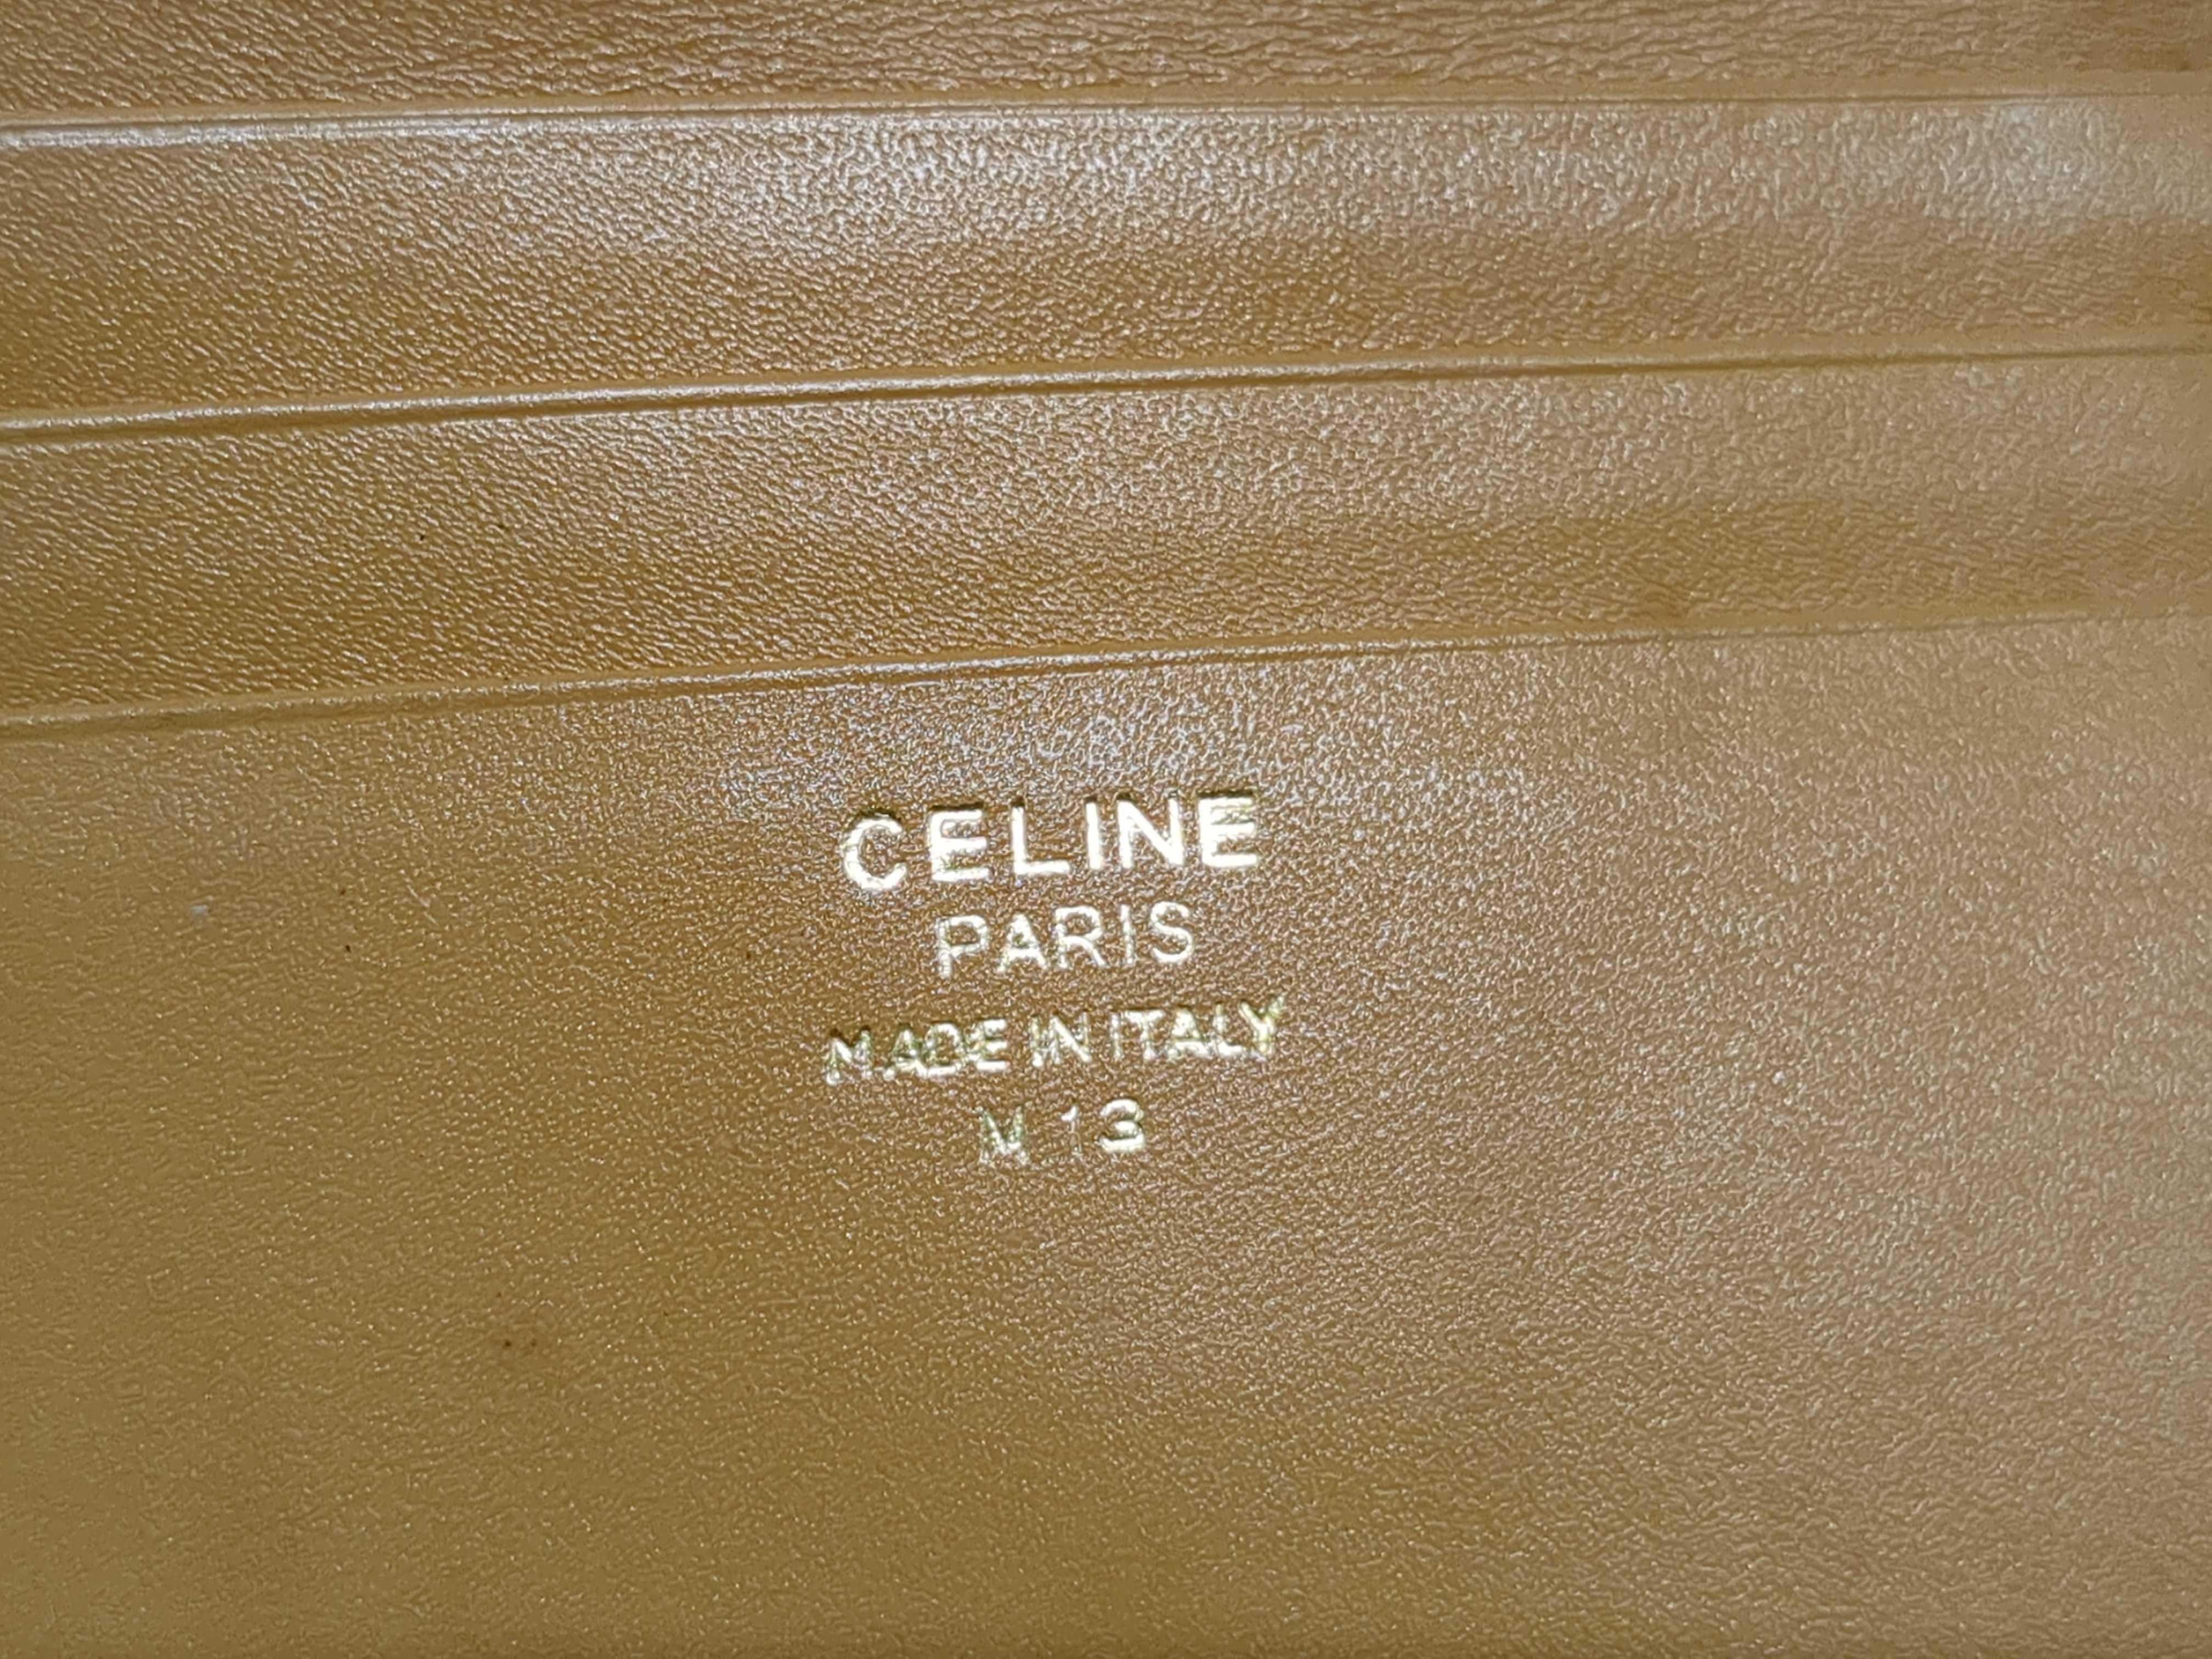 CELINE
PARIS
MADE IN ITALY
M 13